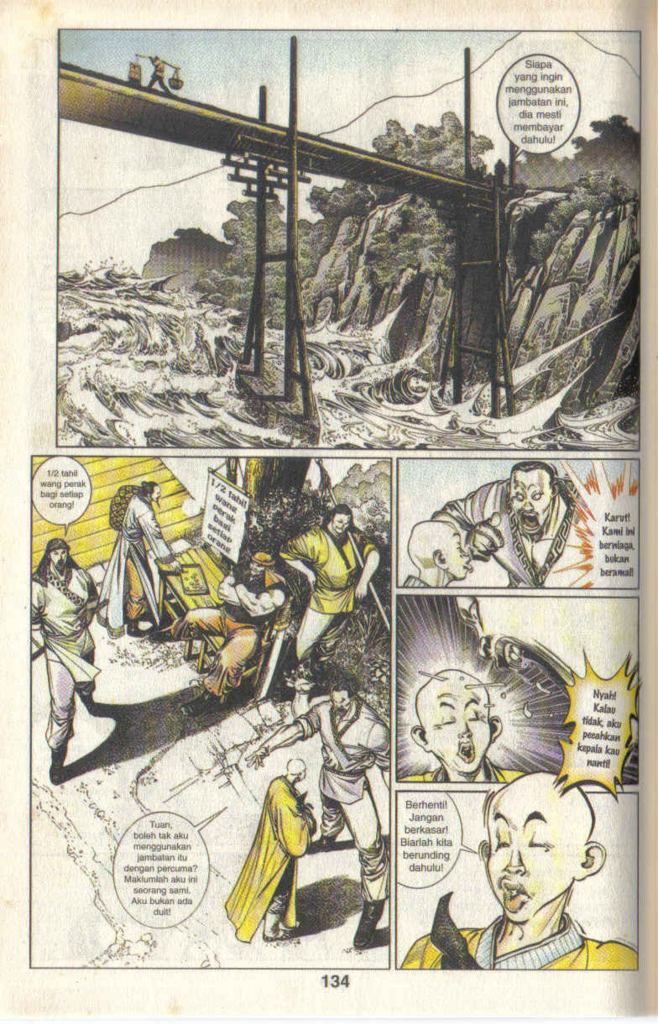 Siapa
yang ingin
menggunakan
jambatan ini,
dia mesti
membayar
dahulu!
1/2 tahil
wang perak
bagi setiap
orang!
1/2 tahil
wang
perak
bagi
setiap
orang
Tuan,
boleh tak aku
menggunakan
jambatan itu
dengan percuma?
Maklumlah aku ini
seorang sami.
Aku bukan ada
duit!
Karut!
Kami ini
berniaga,
bukan
beramal!
Nyah!
Kalau
tidak, aku
pecahkan
kepala kau
nanti!
Berhenti!
Jangan
berkasar!
Biarlah kita
berunding
dahulu!
134